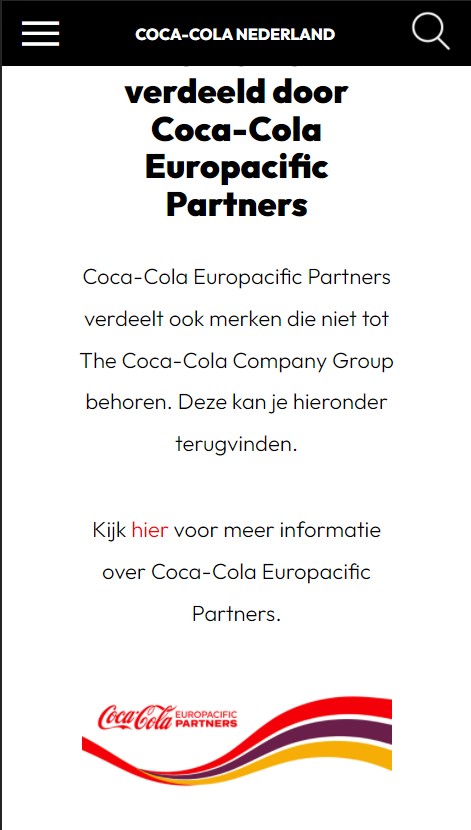 COCA-COLA NEDERLAND
verdeeld door
Coca-Cola
Europacific
Partners
Coca-Cola Europacific Partners
verdeelt ook merken die niet tot
The Coca-Cola Company Group
behoren. Deze kan je hieronder
terugvinden.
Kijk hier voor meer informatie
over Coca-Cola Europacific
Partners.
Coca-Cola EUROPACIFIC
PARTNERS